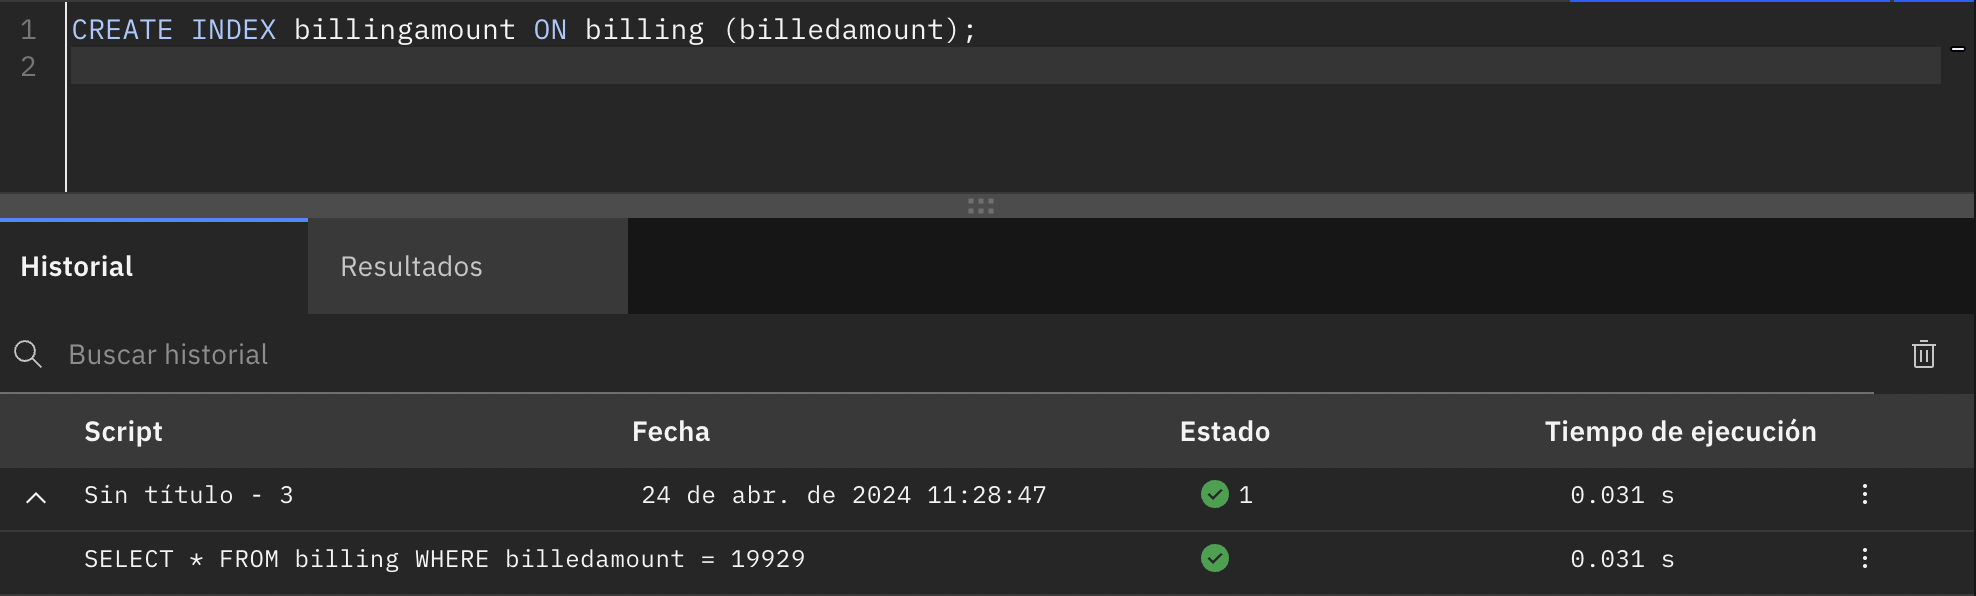 1 CREATE INDEX billingamount ON billing (billedamount);
2
Historial Resultados
Buscar historial
Script Fecha Estado Tiempo de ejecución
Sin título - 3 24 de abr. de 2024 11:28:47 1 0.031 s
SELECT * FROM billing WHERE billedamount = 19929 0.031 s